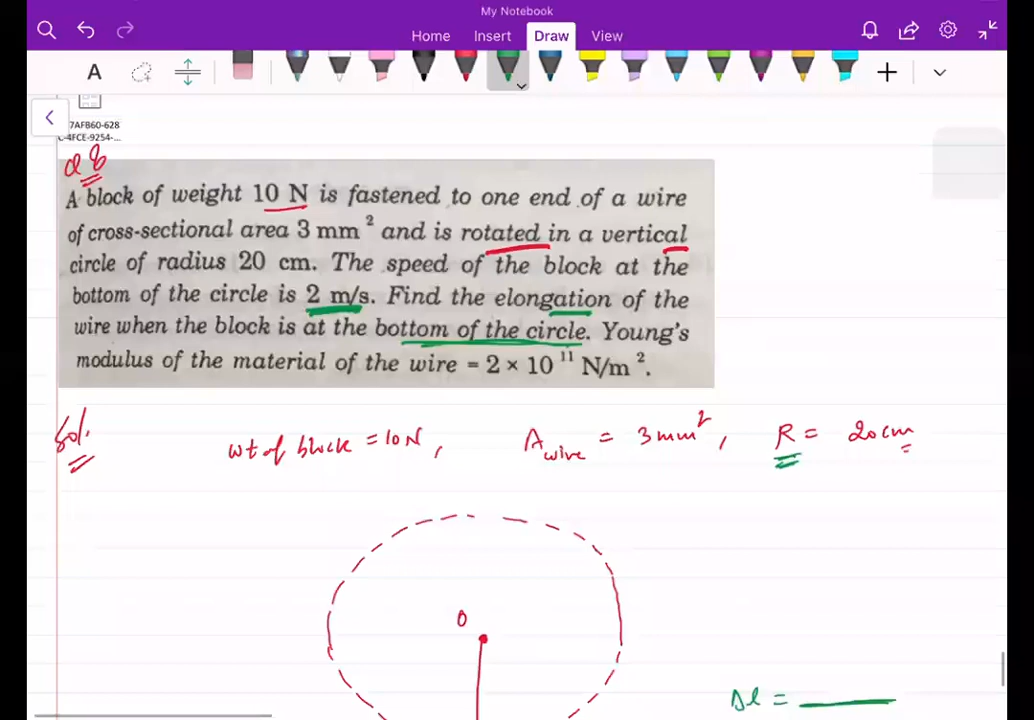 My Notebook
Home Insert Draw View
A
7AFB60-628
C-4FCE-9254-...
Q 8
A block of weight 10 N is fastened to one end of a wire
of cross-sectional area 3 mm² and is rotated in a vertical
circle of radius 20 cm. The speed of the block at the
bottom of the circle is 2 m/s. Find the elongation of the
wire when the block is at the bottom of the circle. Young's
modulus of the material of the wire = 2 × 10¹¹ N/m².
Sol.
wt of block = 10N, A wire = 3mm², R = 20cm
O
Δl =